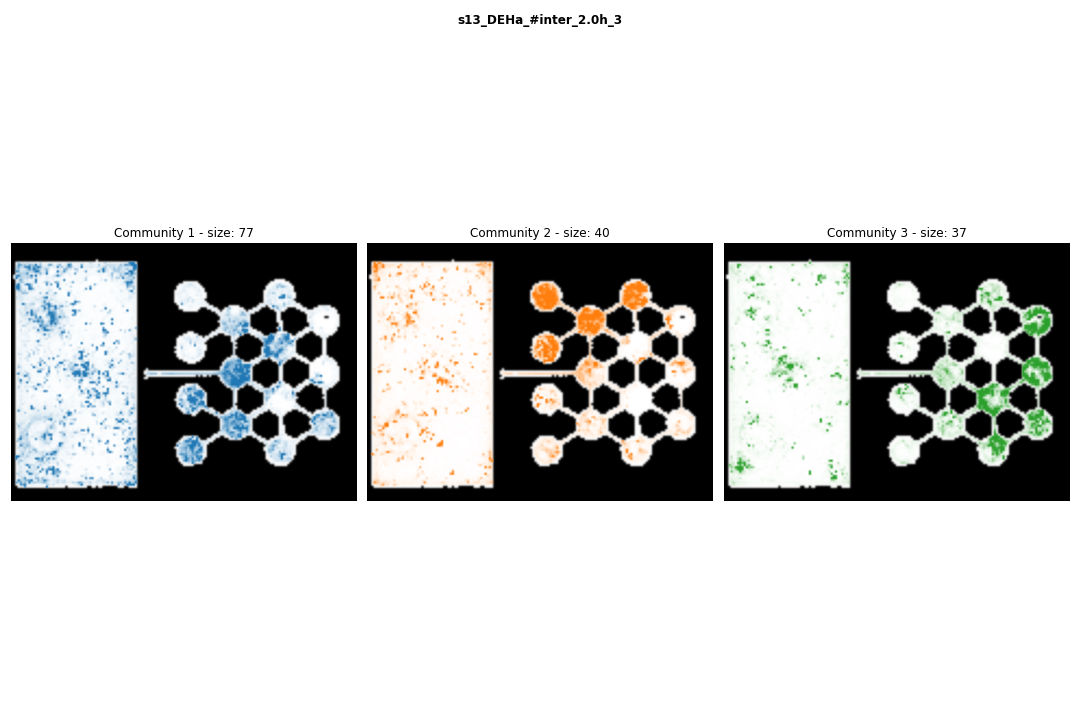 s13_DEHa_#inter_2.0h_3
Community 1 - size: 77
Community 2 - size: 40
Community 3 - size: 37